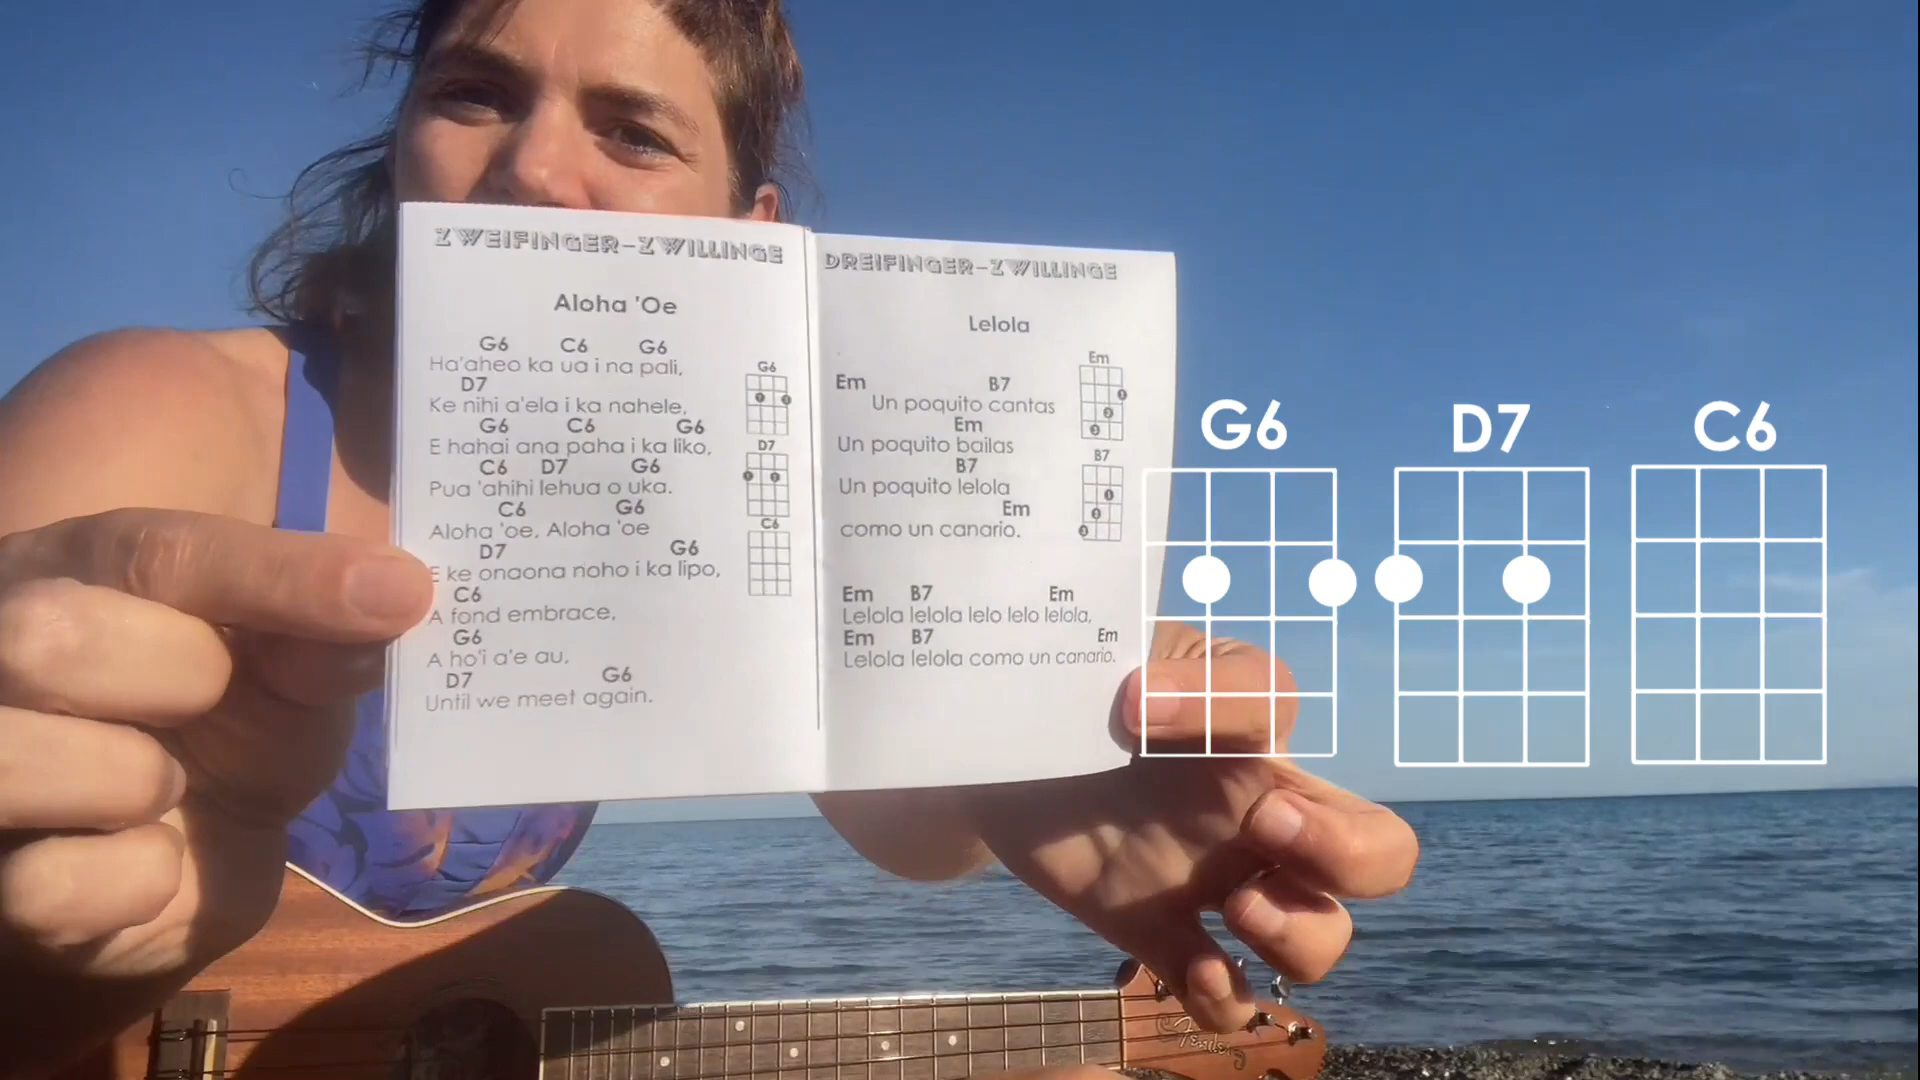 ZWEIFINGER-ZWILLINGE
Aloha 'Oe
G6 C6 G6
Ha'aheo ka ua i na pali,
D7
Ke nihi a'ela i ka nahele,
G6 C6 G6
E hahai ana paha i ka liko,
C6 D7 G6
Pua 'ahihi lehua o uka.
C6 G6
Aloha 'oe, Aloha 'oe
D7 G6
E ke onaona noho i ka lipo,
C6
A fond embrace,
G6
A ho'i a'e au,
D7 G6
Until we meet again.
G6
D7
C6
DREIFINGER-ZWILLINGE
Lelola
Em B7
Un poquito cantas
Em
Un poquito bailas
B7
Un poquito lelola
Em
como un canario.
Em B7 Em
Lelola lelola lelo lelo lelola,
Em B7 Em
Lelola lelola como un canario.
Em
B7
G6 D7 C6
Fender